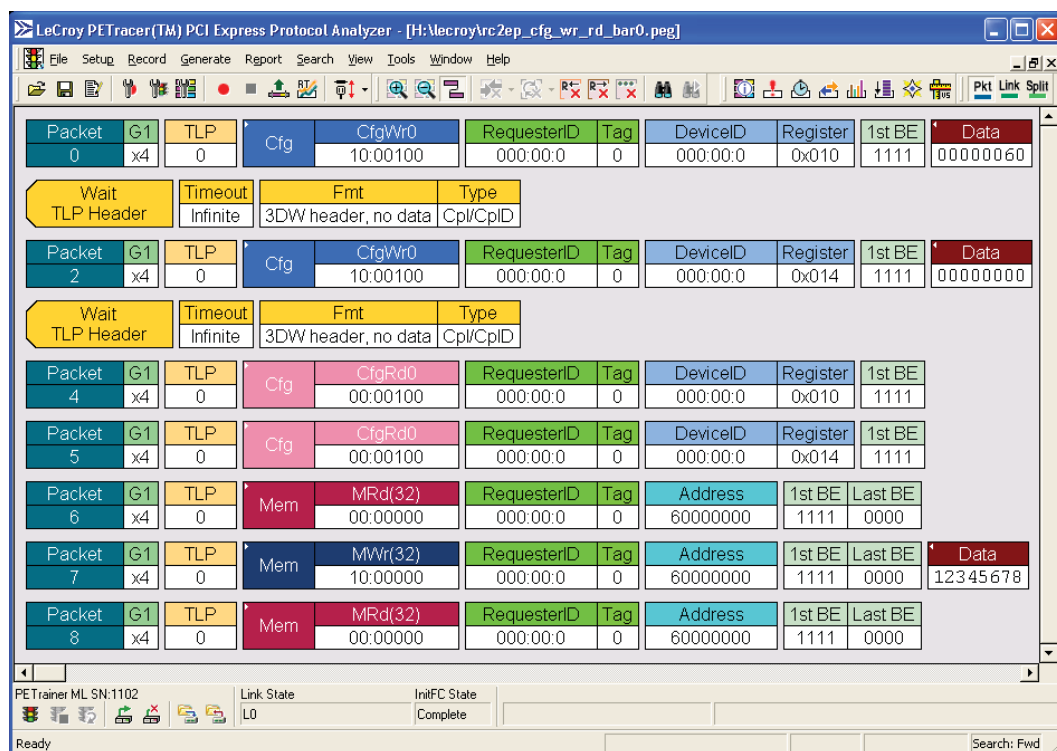 LeCroy PETracer(TM) PCI Express Protocol Analyzer - [H:\lecroy\rc2ep_cfg_wr_rd_bar0.peg]
File Setup Record Generate Report Search View Tools Window Help
Pkt Link Split
Packet G1 TLP Cfg CfgWr0 RequesterID Tag DeviceID Register 1st BE Data
0 x4 0 10:00100 000:00:0 0 000:00:0 0x010 1111 00000060
Wait Timeout Fmt Type
TLP Header Infinite 3DW header, no data Cpl/CplD
Packet G1 TLP Cfg CfgWr0 RequesterID Tag DeviceID Register 1st BE Data
2 x4 0 10:00100 000:00:0 0 000:00:0 0x014 1111 00000000
Wait Timeout Fmt Type
TLP Header Infinite 3DW header, no data Cpl/CplD
Packet G1 TLP Cfg CfgRd0 RequesterID Tag DeviceID Register 1st BE
4 x4 0 00:00100 000:00:0 0 000:00:0 0x010 1111
Packet G1 TLP Cfg CfgRd0 RequesterID Tag DeviceID Register 1st BE
5 x4 0 00:00100 000:00:0 0 000:00:0 0x014 1111
Packet G1 TLP Mem MRd(32) RequesterID Tag Address 1st BE Last BE
6 x4 0 00:00000 000:00:0 0 60000000 1111 0000
Packet G1 TLP Mem MWr(32) RequesterID Tag Address 1st BE Last BE Data
7 x4 0 10:00000 000:00:0 0 60000000 1111 0000 12345678
Packet G1 TLP Mem MRd(32) RequesterID Tag Address 1st BE Last BE
8 x4 0 00:00000 000:00:0 0 60000000 1111 0000
PETrainer ML SN:1102 Link State InitFC State
L0 Complete
Ready Search: Fwd